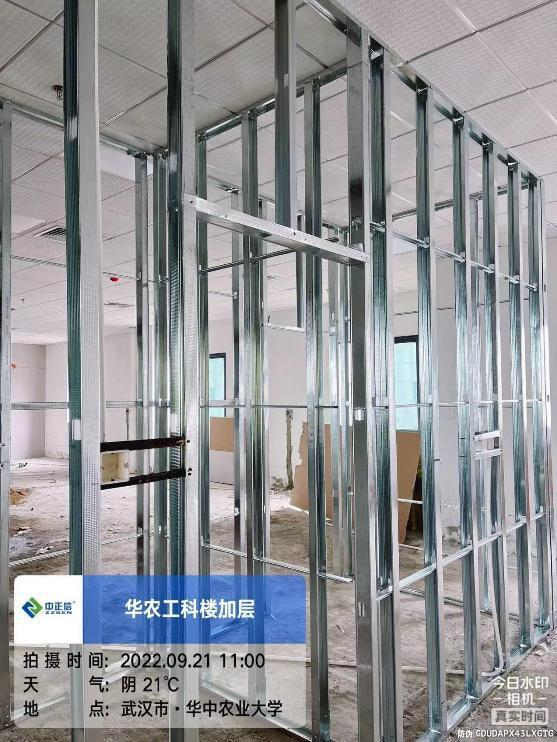 中正信
ZZXEN
华农工科楼加层
拍摄时间: 2022.09.21 11:00
天 气: 阴 21℃
地 点: 武汉市·华中农业大学
今日水印
相机
真实时间
防伪 GDUDAPX43LXGTG